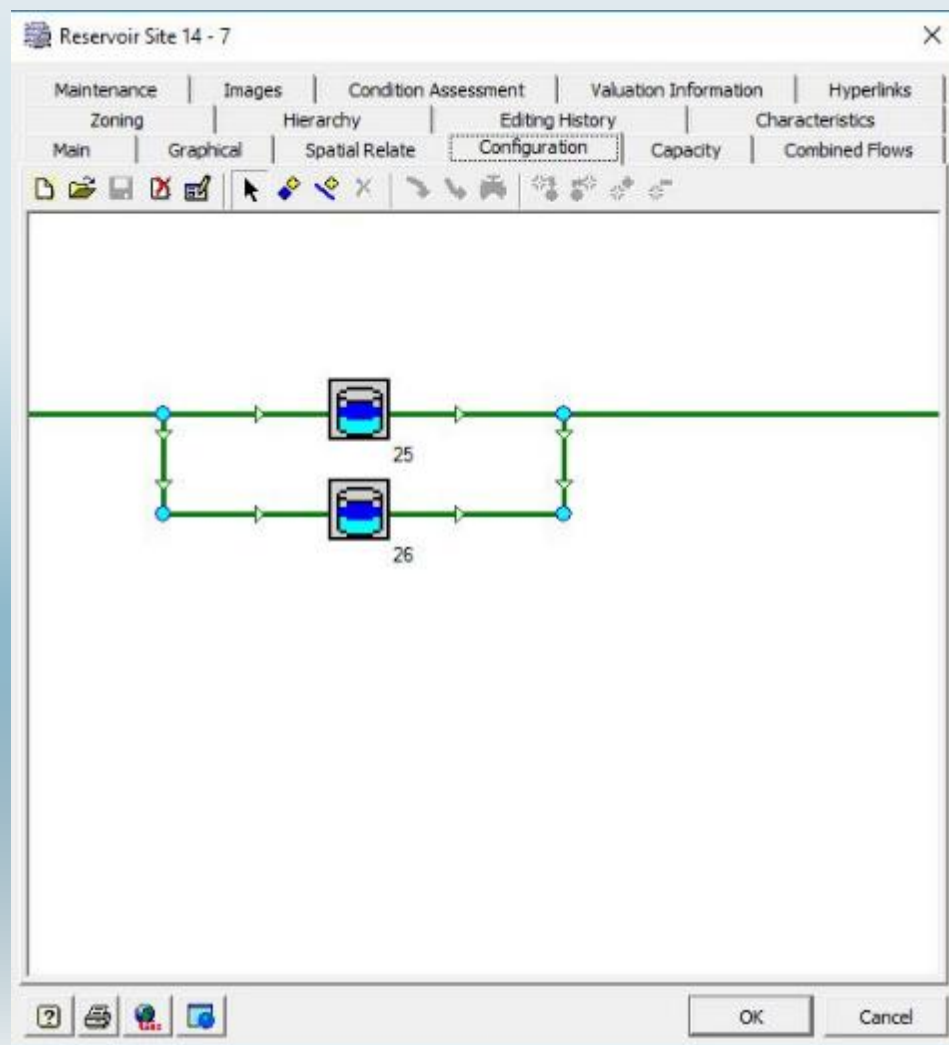 Reservoir Site 14 - 7
Maintenance Images Condition Assessment Valuation Information Hyperlinks
Zoning Hierarchy Editing History Characteristics
Main Graphical Spatial Relate Configuration Capacity Combined Flows
25
26
OK Cancel